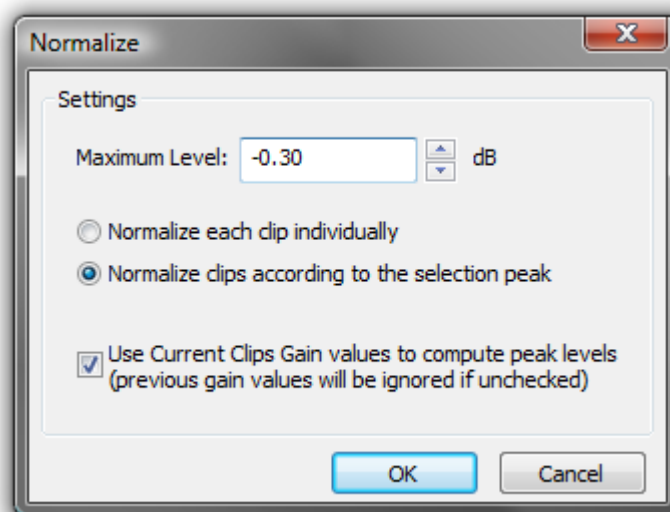 Normalize
Settings
Maximum Level: -0.30 dB
Normalize each clip individually
Normalize clips according to the selection peak
Use Current Clips Gain values to compute peak levels
(previous gain values will be ignored if unchecked)
OK Cancel